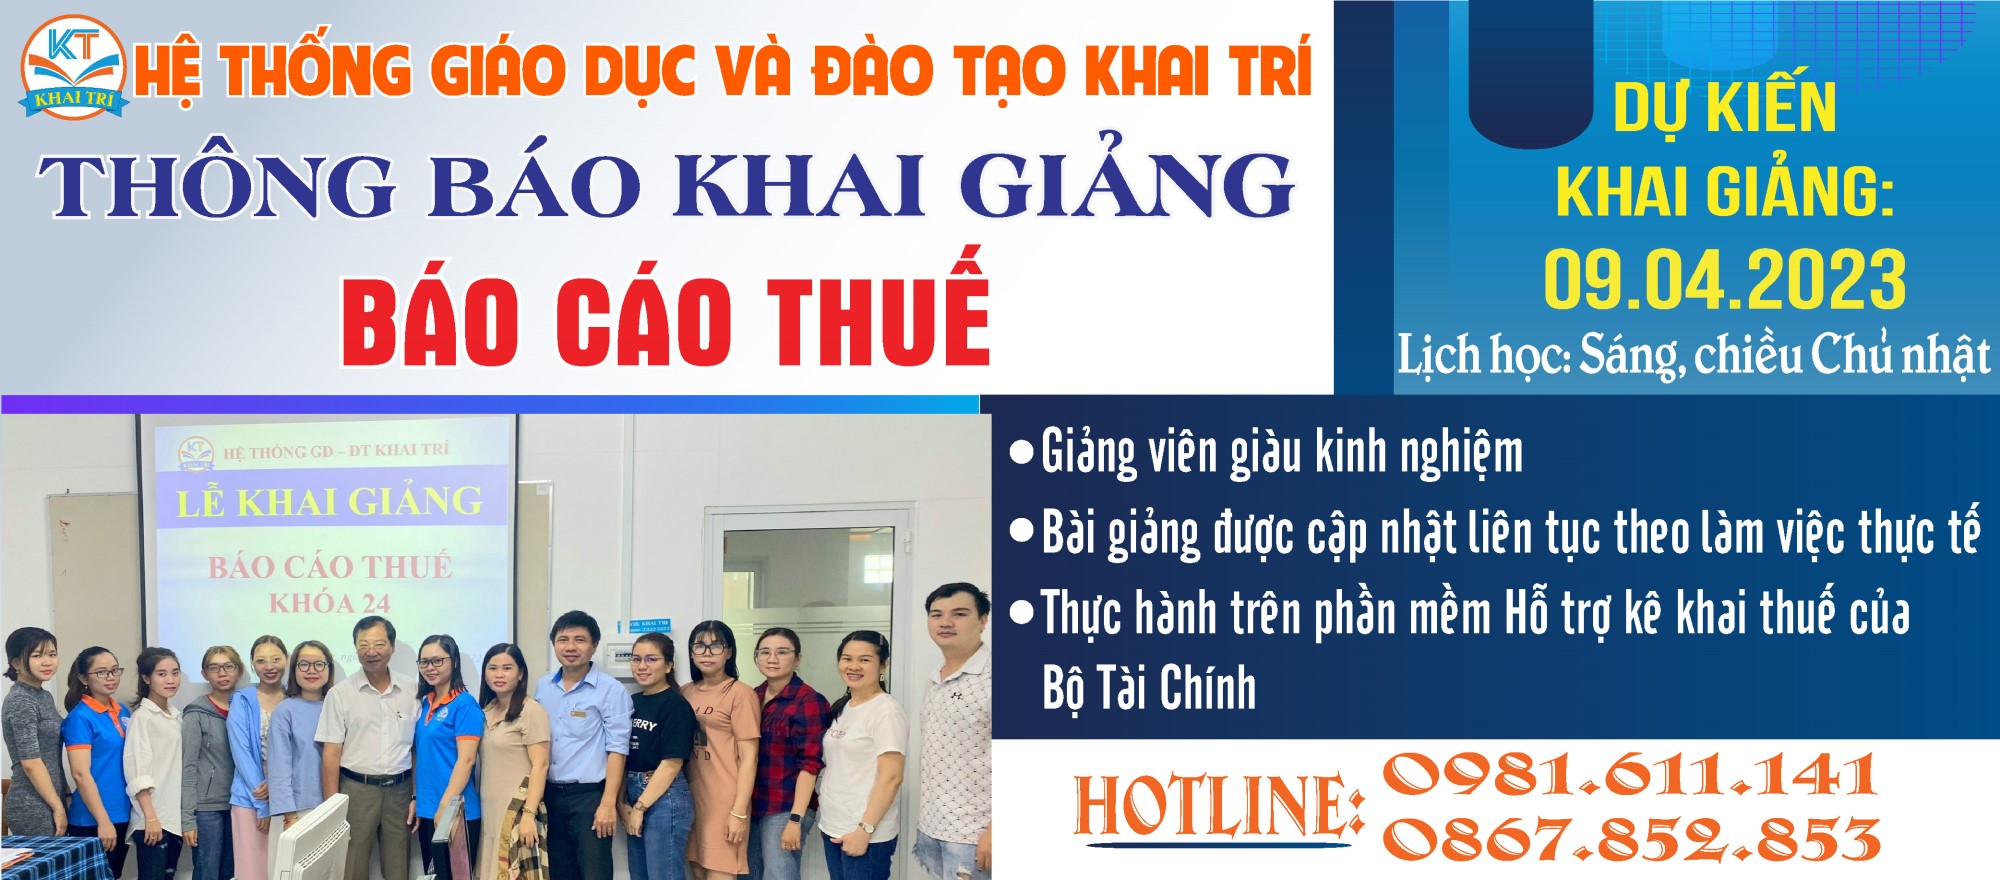 KT
KHAI TRÍ
HỆ THỐNG GIÁO DỤC VÀ ĐÀO TẠO KHAI TRÍ
THÔNG BÁO KHAI GIẢNG
BÁO CÁO THUẾ
DỰ KIẾN
KHAI GIẢNG:
09.04.2023
Lịch học: Sáng, chiều Chủ nhật
KT
KHAI TRÍ
HỆ THỐNG GD – ĐT KHAI TRÍ
LỄ KHAI GIẢNG
BÁO CÁO THUẾ
KHÓA 24
• Giảng viên giàu kinh nghiệm
• Bài giảng được cập nhật liên tục theo làm việc thực tế
• Thực hành trên phần mềm Hỗ trợ kê khai thuế của
Bộ Tài Chính
HOTLINE: 0981.611.141
0867.852.853